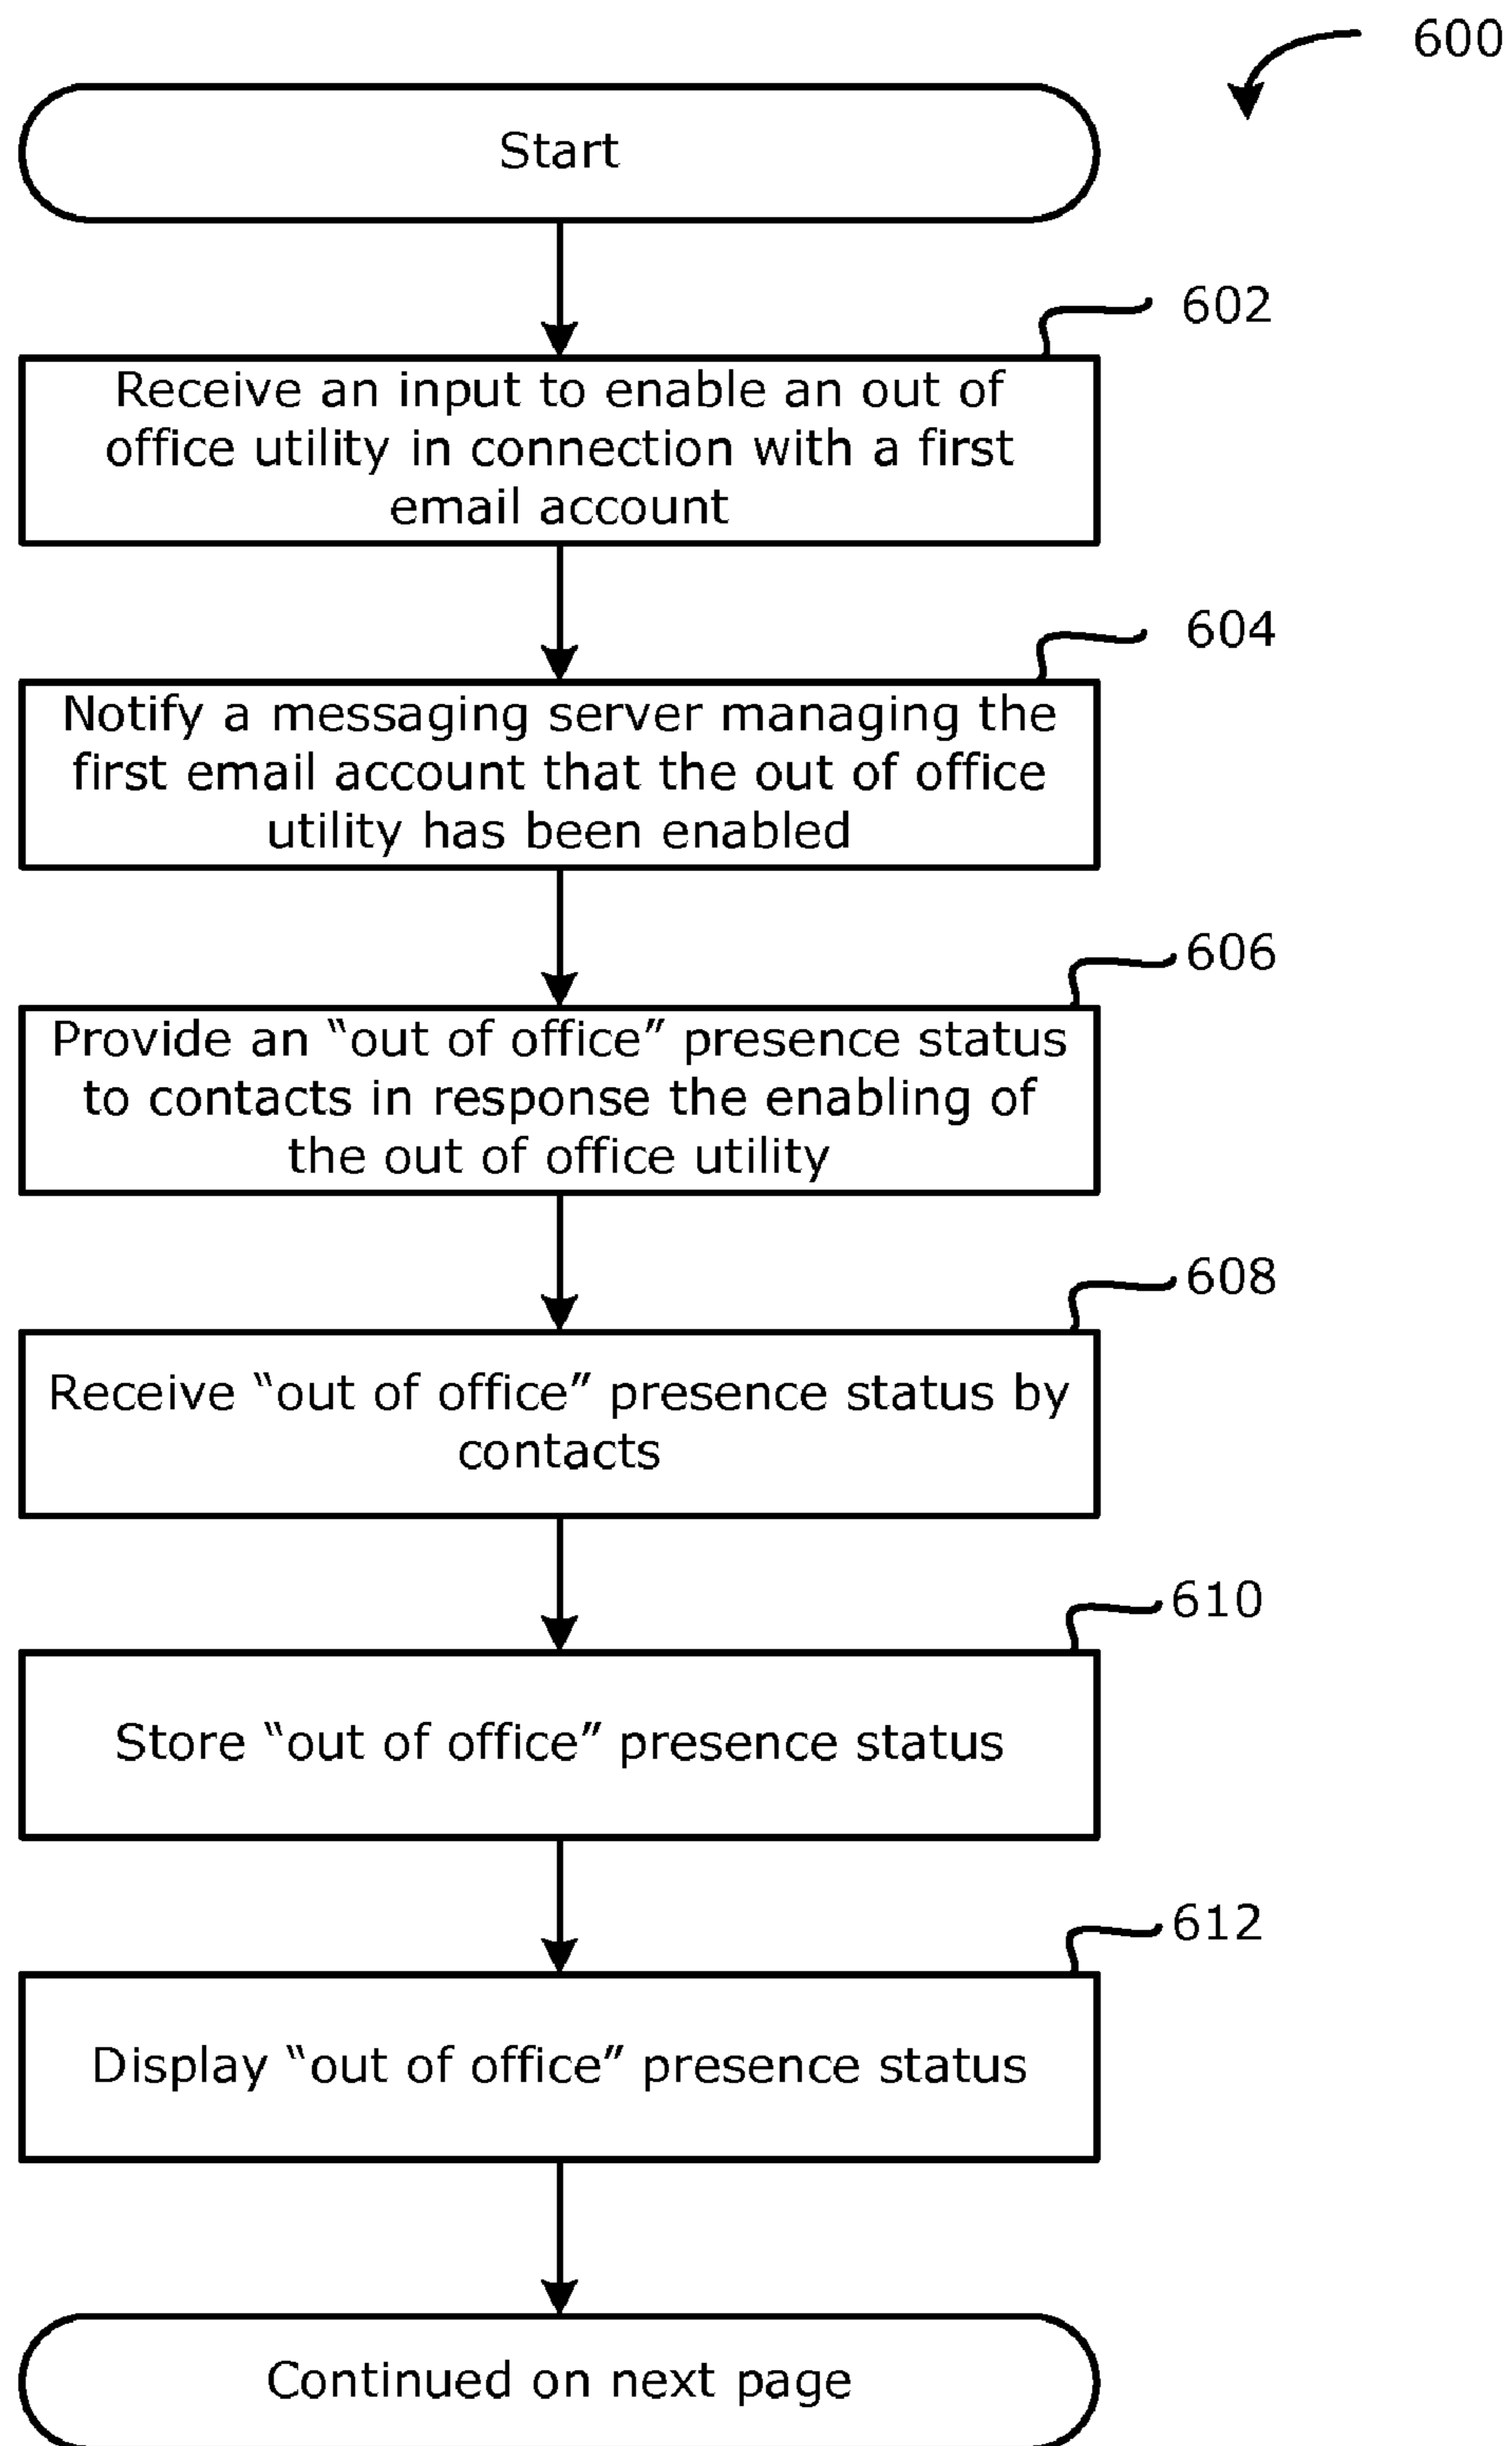 600
Start
602
Receive an input to enable an out of
office utility in connection with a first
email account
604
Notify a messaging server managing the
first email account that the out of office
utility has been enabled
606
Provide an “out of office” presence status
to contacts in response the enabling of
the out of office utility
608
Receive “out of office” presence status by
contacts
610
Store “out of office” presence status
612
Display “out of office” presence status
Continued on next page